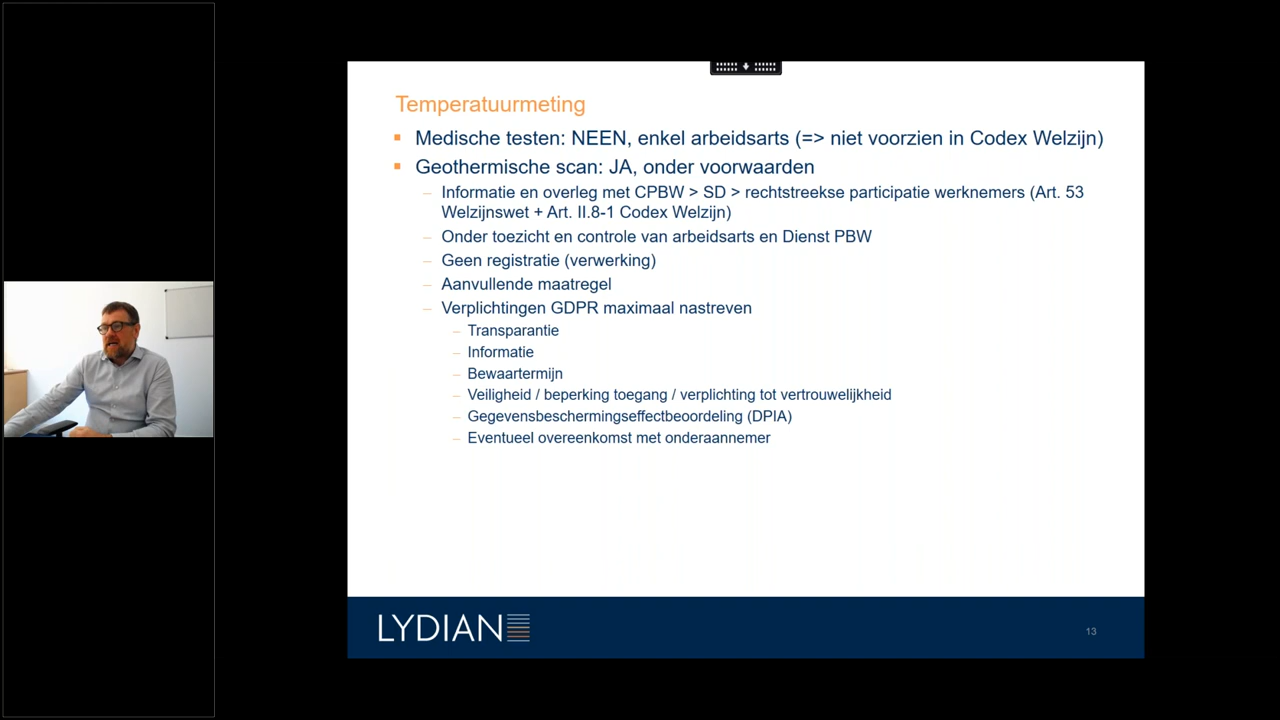 Temperatuurmeting
Medische testen: NEEN, enkel arbeidsarts (=> niet voorzien in Codex Welzijn)
Geothermische scan: JA, onder voorwaarden
Informatie en overleg met CPBW > SD > rechtstreekse participatie werknemers (Art. 53
Welzijnswet + Art. II.8-1 Codex Welzijn)
Onder toezicht en controle van arbeidsarts en Dienst PBW
Geen registratie (verwerking)
Aanvullende maatregel
Verplichtingen GDPR maximaal nastreven
Transparantie
Informatie
Bewaartermijn
Veiligheid / beperking toegang / verplichting tot vertrouwelijkheid
Gegevensbeschermingseffectbeoordeling (DPIA)
Eventueel overeenkomst met onderaannemer
LYDIAN
13